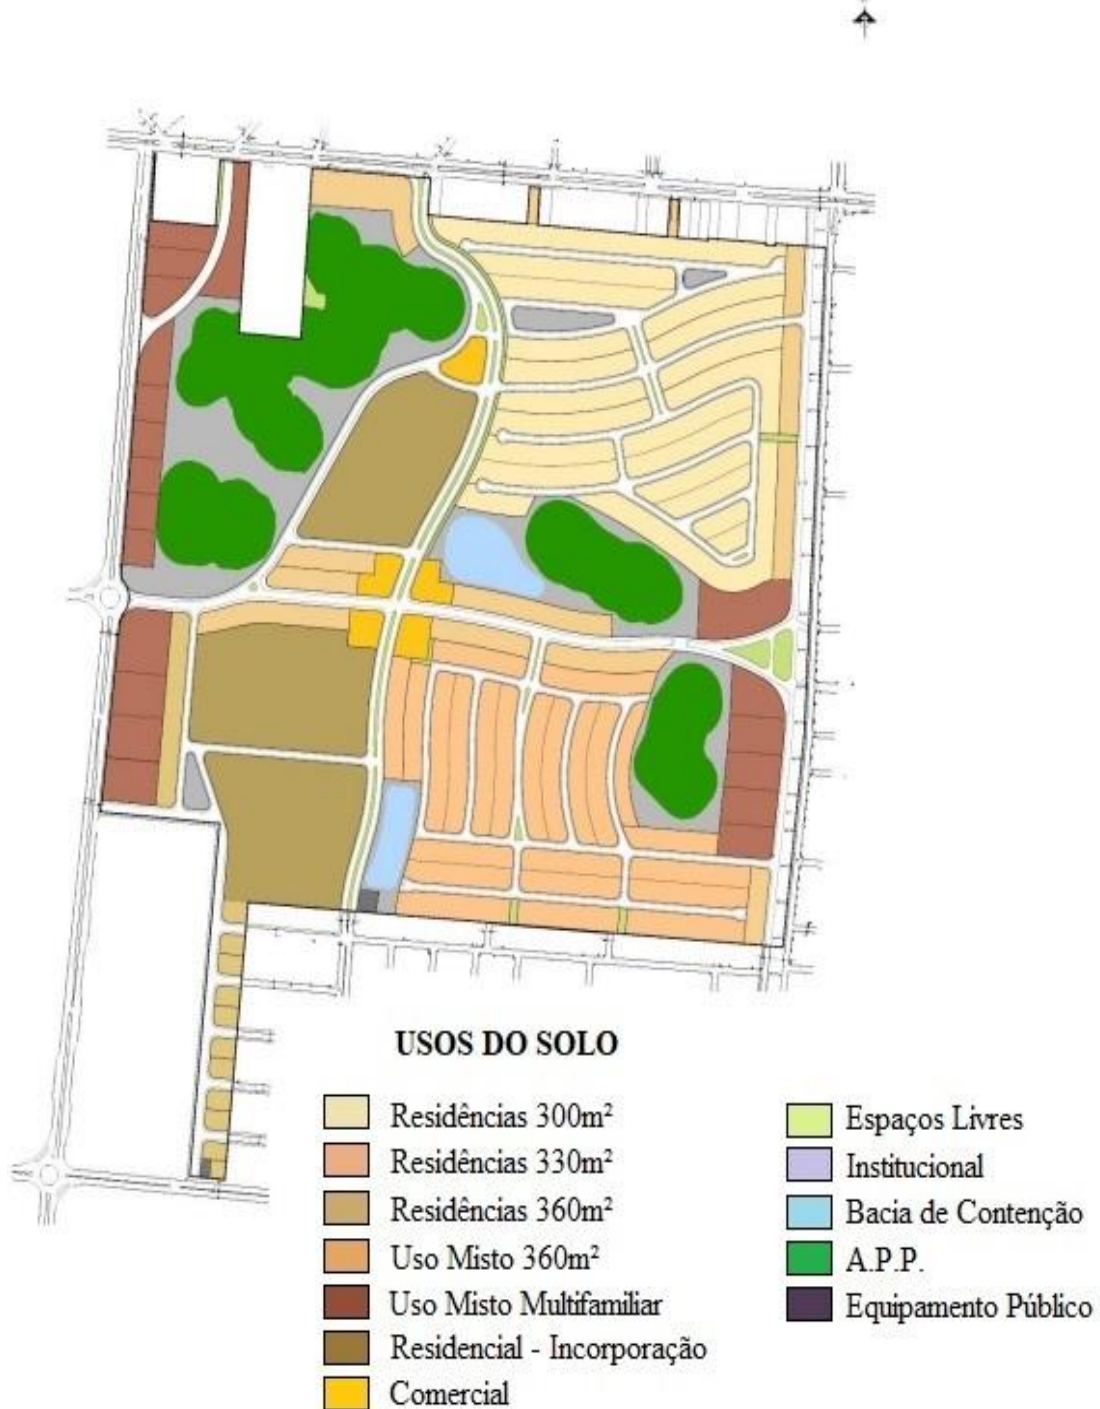 USOS DO SOLO
Residências 300m²
Residências 330m²
Residências 360m²
Uso Misto 360m²
Uso Misto Multifamiliar
Residencial - Incorporação
Comercial
Espaços Livres
Institucional
Bacia de Contenção
A.P.P.
Equipamento Público